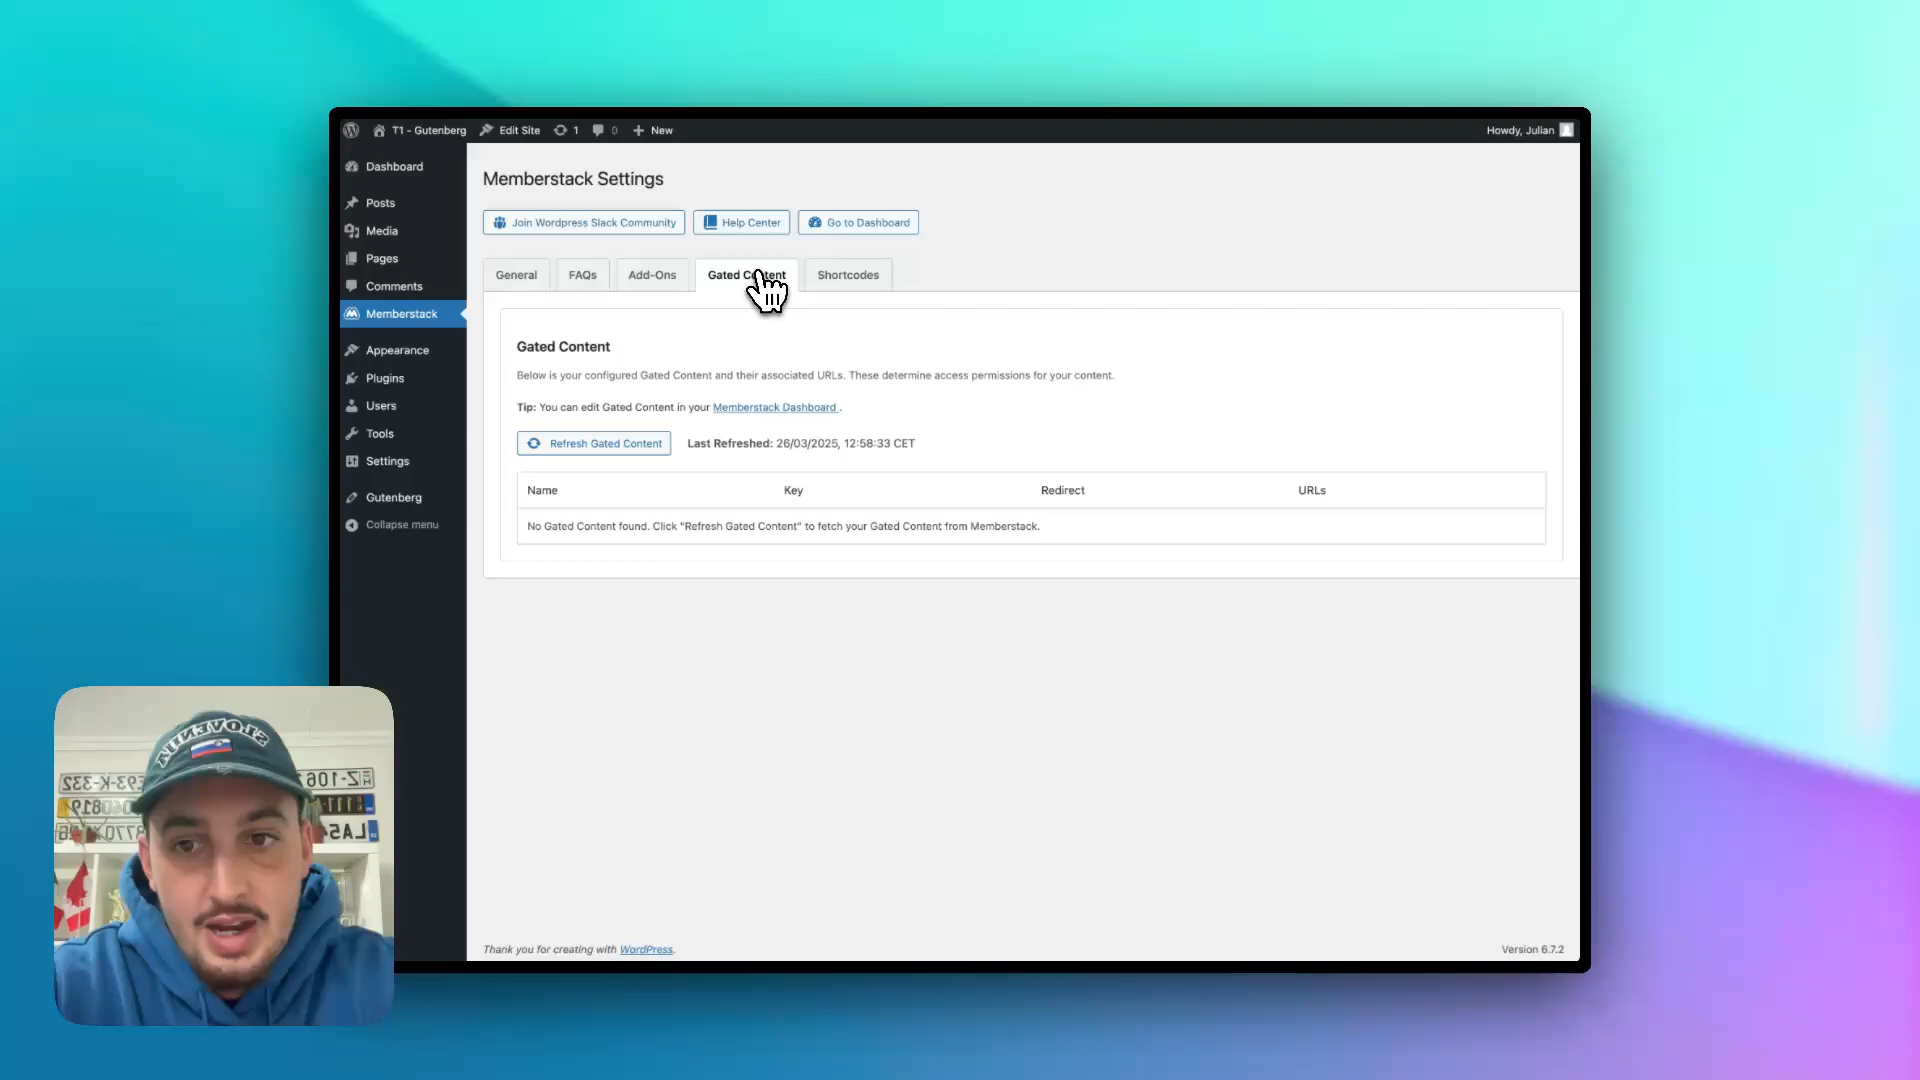 T1 - Gutenberg Edit Site 1 0 New Howdy, Julian
Dashboard
Posts
Media
Pages
Comments
Memberstack
Appearance
Plugins
Users
Tools
Settings
Gutenberg
Collapse menu
Memberstack Settings
Join Wordpress Slack Community Help Center Go to Dashboard
General FAQs Add-Ons Gated Content Shortcodes
Gated Content
Below is your configured Gated Content and their associated URLs. These determine access permissions for your content.
Tip: You can edit Gated Content in your Memberstack Dashboard .
Refresh Gated Content Last Refreshed: 26/03/2025, 12:58:33 CET
Name Key Redirect URLs
No Gated Content found. Click "Refresh Gated Content" to fetch your Gated Content from Memberstack.
Thank you for creating with WordPress. Version 6.7.2
SLOVENIJA